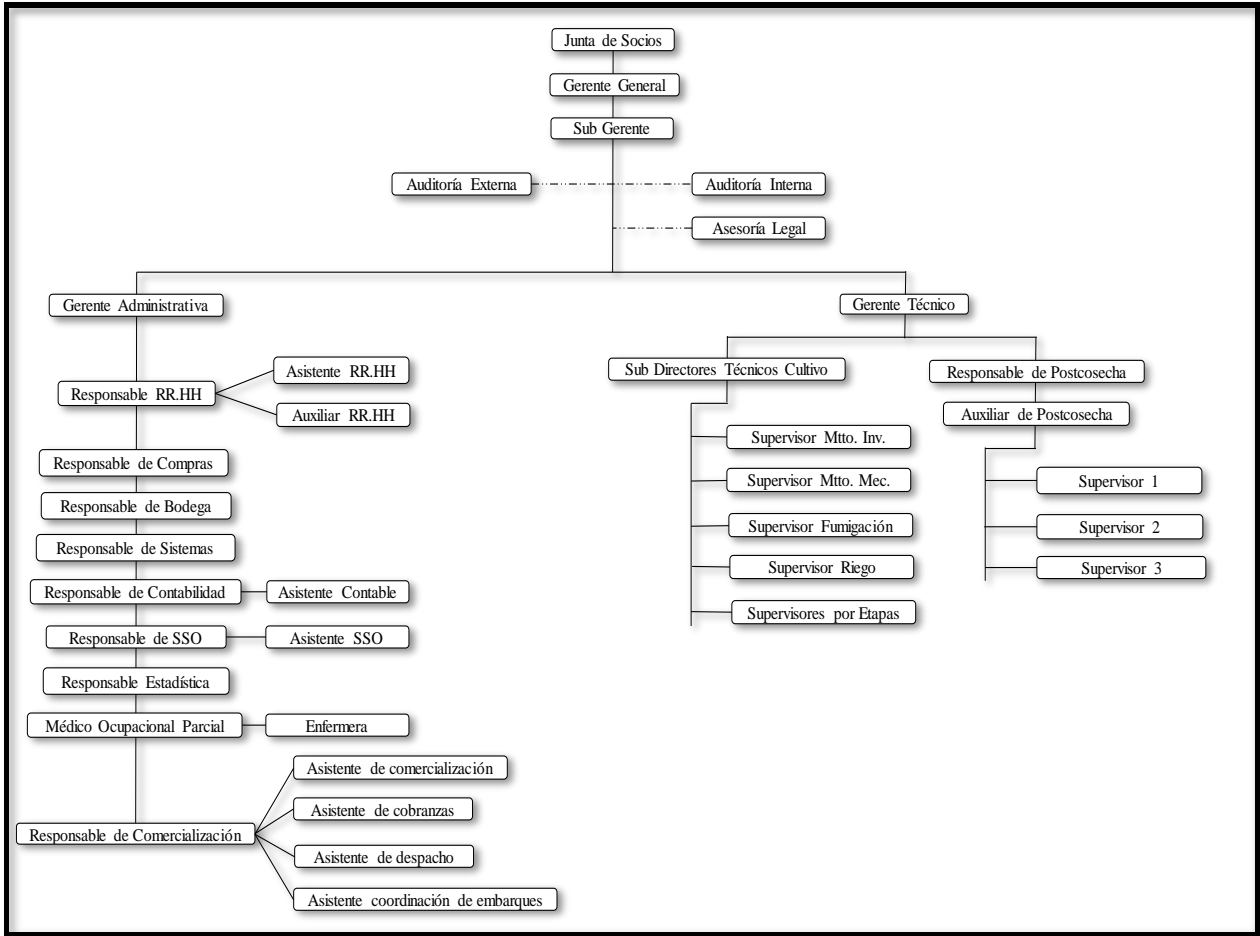 Junta de Socios
Gerente General
Sub Gerente
Auditoría Externa
Auditoría Interna
Asesoría Legal
Gerente Administrativa
Gerente Técnico
Responsable RR.HH
Asistente RR.HH
Auxiliar RR.HH
Responsable de Compras
Responsable de Bodega
Responsable de Sistemas
Responsable de Contabilidad
Asistente Contable
Responsable de SSO
Asistente SSO
Responsable Estadística
Médico Ocupacional Parcial
Enfermera
Responsable de Comercialización
Asistente de comercialización
Asistente de cobranzas
Asistente de despacho
Asistente coordinación de embarques
Sub Directores Técnicos Cultivo
Supervisor Mtto. Inv.
Supervisor Mtto. Mec.
Supervisor Fumigación
Supervisor Riego
Supervisores por Etapas
Responsable de Postcosecha
Auxiliar de Postcosecha
Supervisor 1
Supervisor 2
Supervisor 3